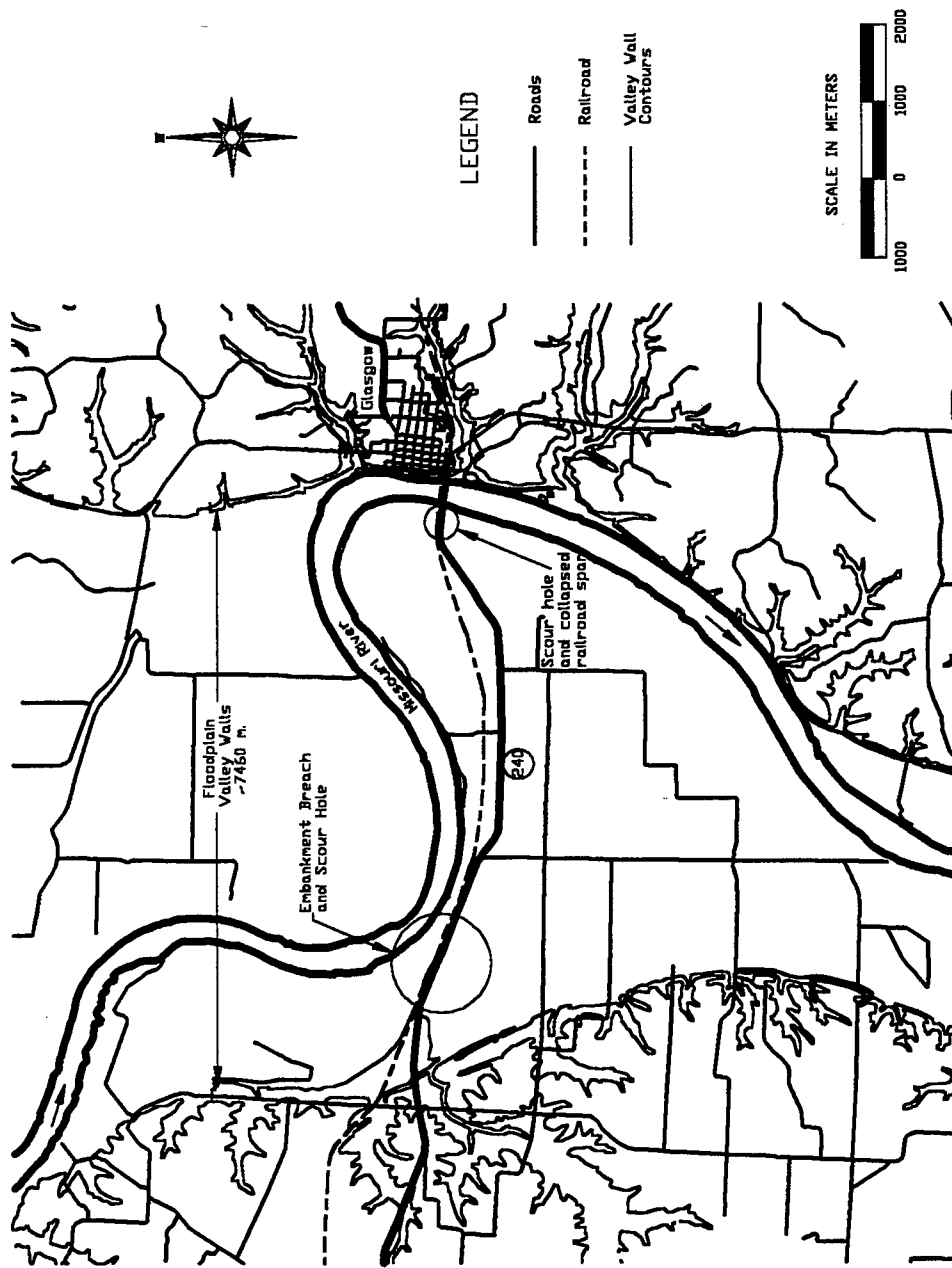 N
LEGEND
Roads
Railroad
Valley Wall
Contours
SCALE IN METERS
1000 0 1000 2000
Glasgow
Floodplain
Valley Walls
~7460 m.
Missouri River
Embankment Breach
and Scour Hole
Scour hole
and collapsed
railroad span
240